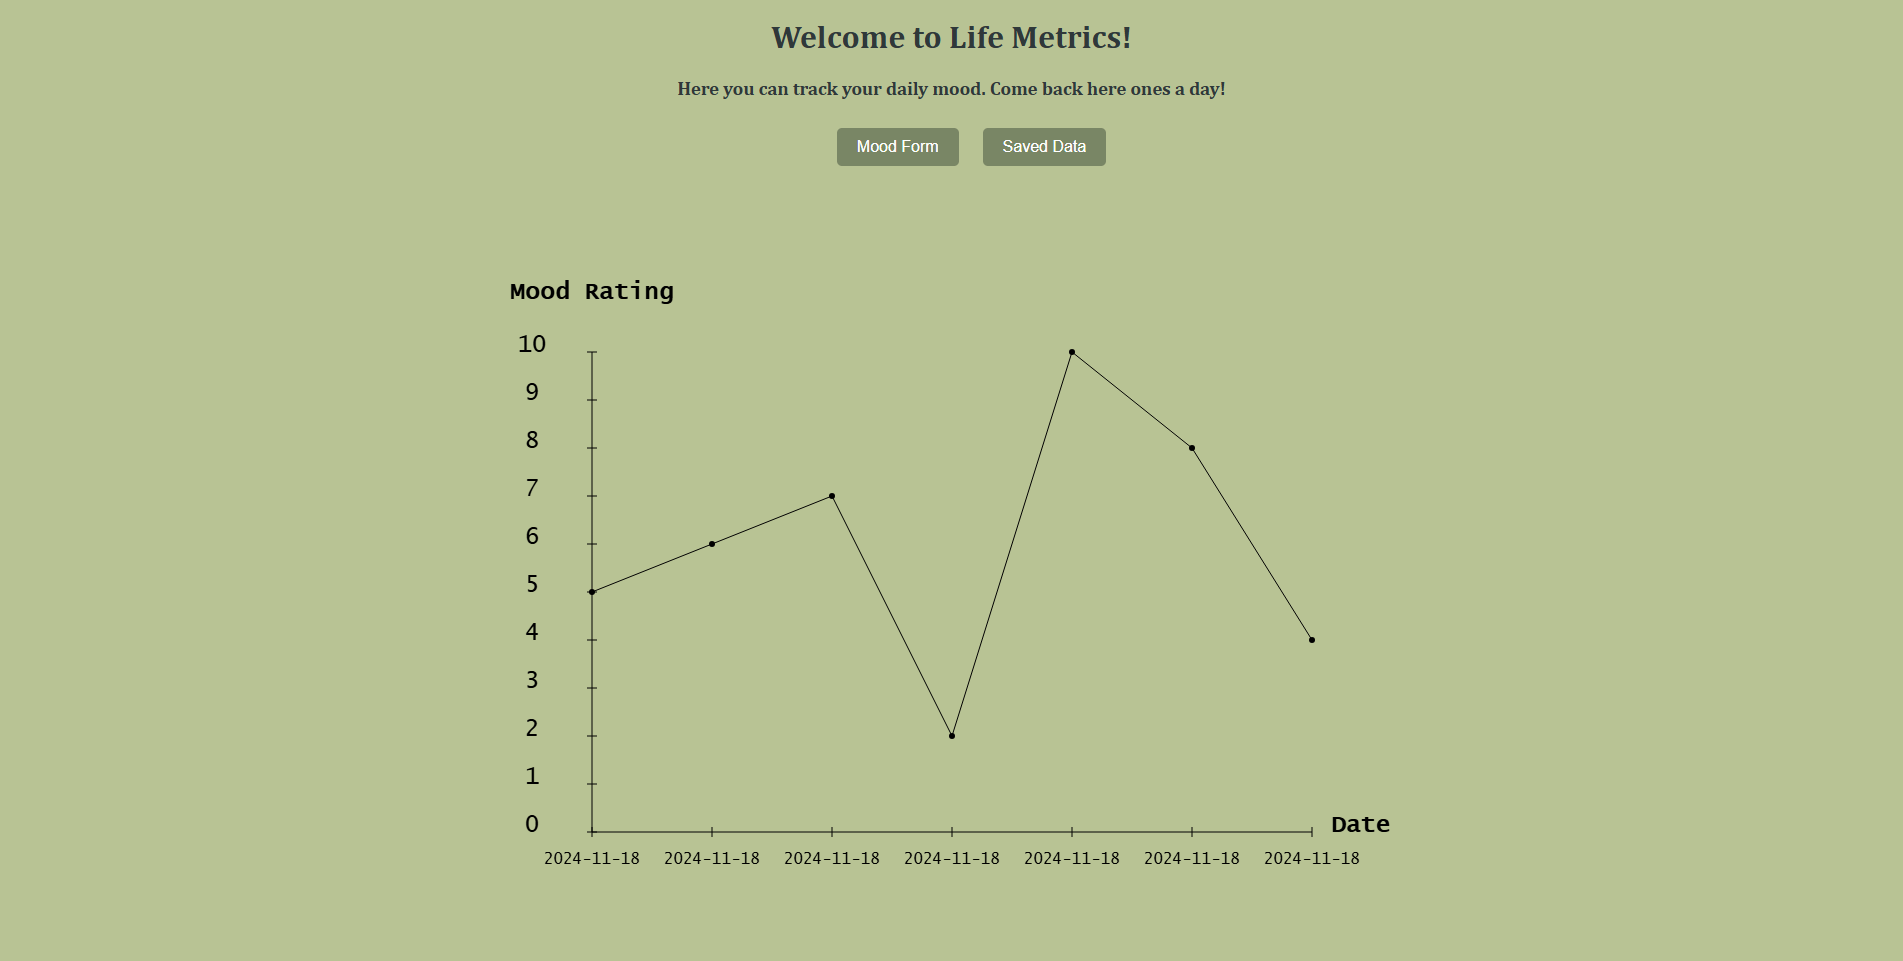 Welcome to Life Metrics!
Here you can track your daily mood. Come back here ones a day!
Mood Form Saved Data
Mood Rating
10
9
8
7
6
5
4
3
2
1
0
Date
2024-11-18 2024-11-18 2024-11-18 2024-11-18 2024-11-18 2024-11-18 2024-11-18